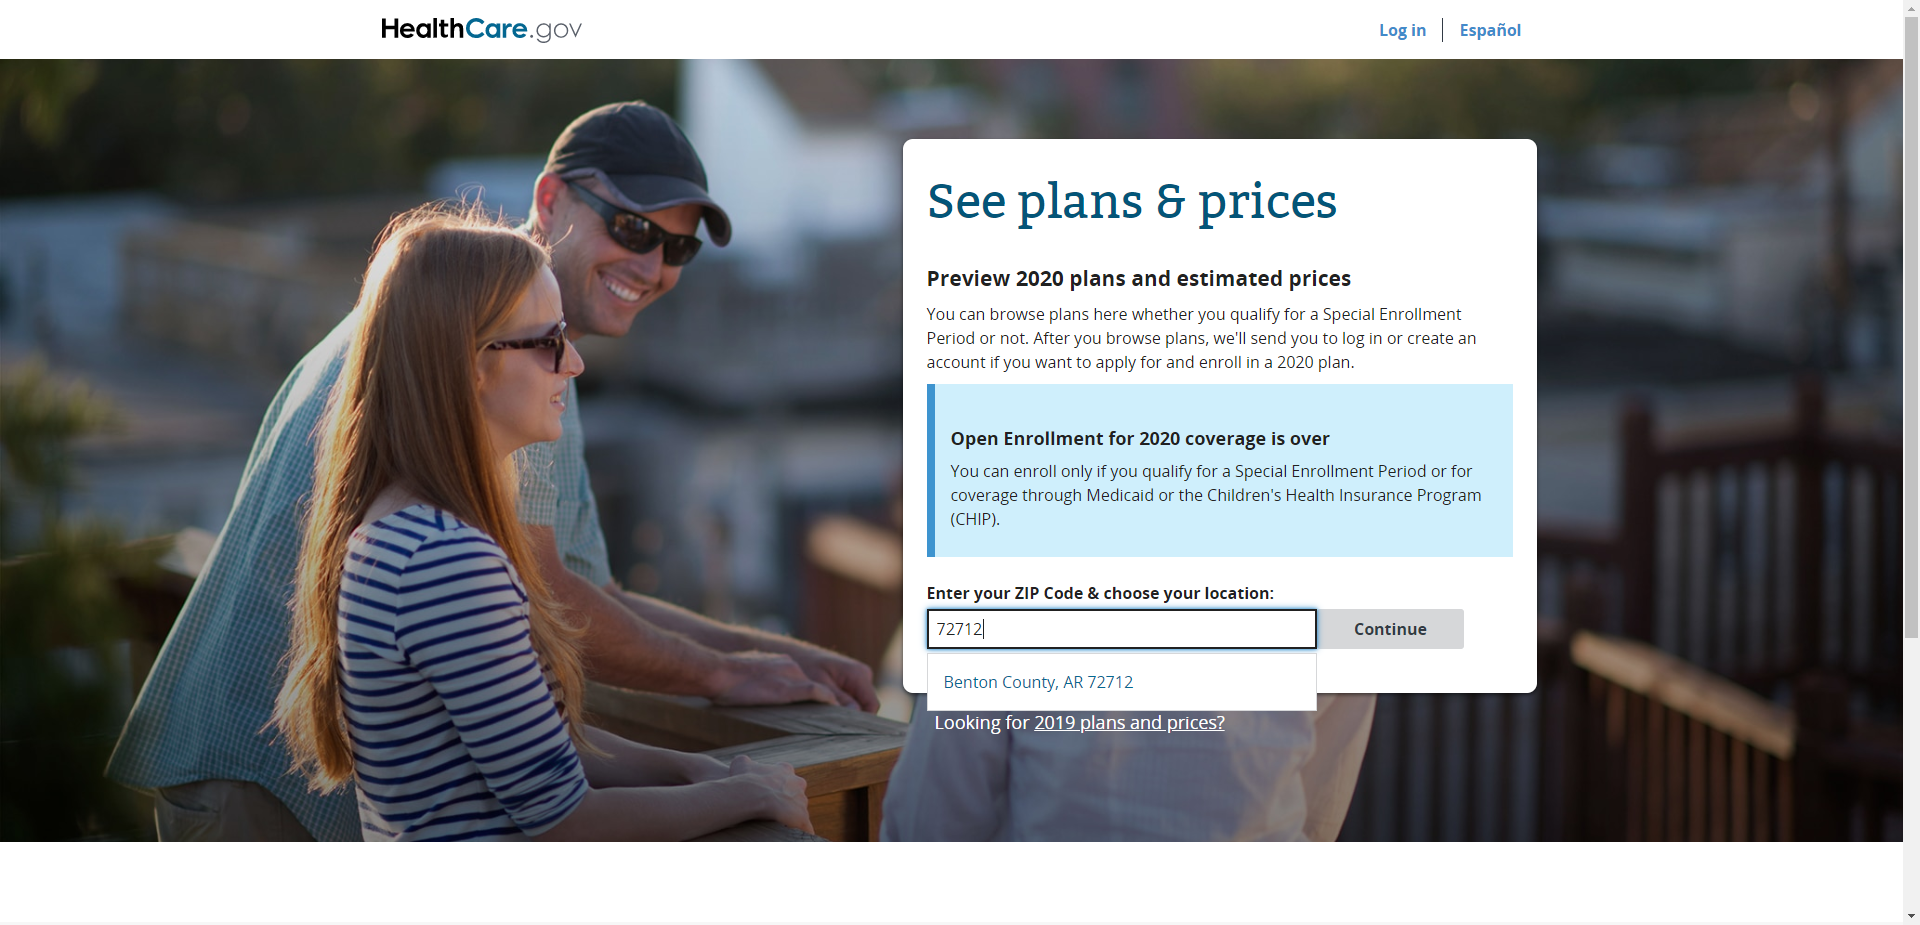 HealthCare.gov
Log in
Español
See plans & prices
Preview 2020 plans and estimated prices
You can browse plans here whether you qualify for a Special Enrollment
Period or not. After you browse plans, we'll send you to log in or create an
account if you want to apply for and enroll in a 2020 plan.
Open Enrollment for 2020 coverage is over
You can enroll only if you qualify for a Special Enrollment Period or for
coverage through Medicaid or the Children's Health Insurance Program
(CHIP).
Enter your ZIP Code & choose your location:
72712
Continue
Benton County, AR 72712
Looking for 2019 plans and prices?